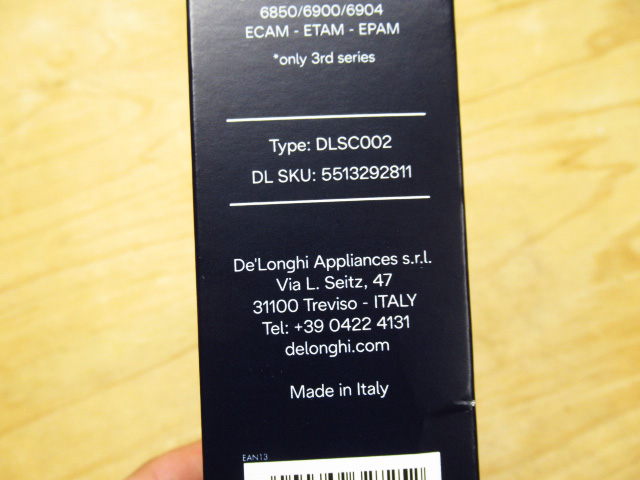 6850/6900/6904
ECAM - ETAM - EPAM
*only 3rd series
Type: DLSC002
DL SKU: 5513292811
De'Longhi Appliances s.r.l.
Via L. Seitz, 47
31100 Treviso - ITALY
Tel: +39 0422 4131
delonghi.com
Made in Italy
EAN13